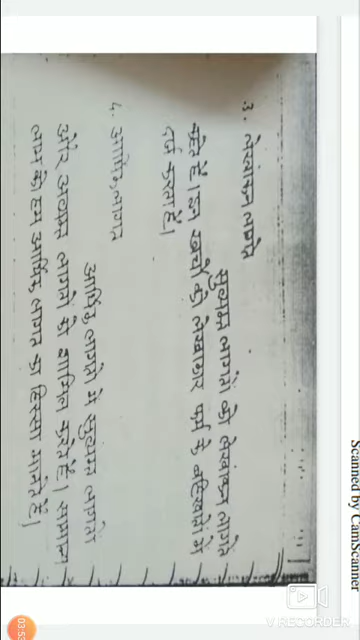 3. लेखांकन लागतें
सुस्पष्ट लागतों को लेखांकन लागतें
कहते हैं। इन खर्चों को लेखाकार फर्म के बहिखातों में
दर्ज करता है।
4. आर्थिक लागत
आर्थिक लागतों में सुस्पष्ट लागतों
और अस्पष्ट लागतों को शामिल करते हैं। सामान्य
लाभ को हम आर्थिक लागत का हिस्सा मानते हैं।
Scanned by CamScanner
VIRECORDER